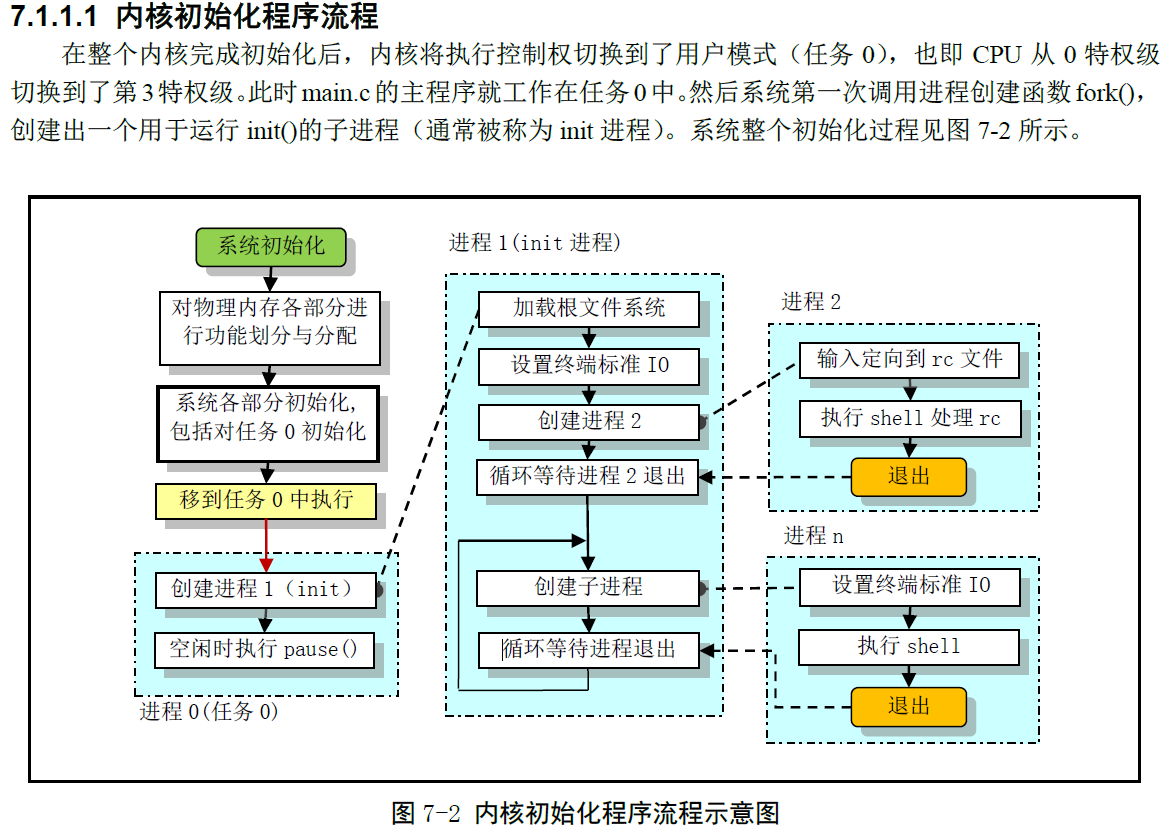 7.1.1.1 内核初始化程序流程
在整个内核完成初始化后，内核将执行控制权切换到了用户模式（任务 0），也即 CPU 从 0 特权级
切换到了第 3 特权级。此时 main.c 的主程序就工作在任务 0 中。然后系统第一次调用进程创建函数 fork()，
创建出一个用于运行 init()的子进程（通常被称为 init 进程）。系统整个初始化过程见图 7-2 所示。
系统初始化
对物理内存各部分进
行功能划分与分配
系统各部分初始化,
包括对任务 0 初始化
移到任务 0 中执行
创建进程 1（init）
空闲时执行 pause()
进程 0(任务 0)
进程 1(init 进程)
加载根文件系统
设置终端标准 IO
创建进程 2
循环等待进程 2 退出
创建子进程
循环等待进程退出
进程 2
输入定向到 rc 文件
执行 shell 处理 rc
退出
进程 n
设置终端标准 IO
执行 shell
退出
图 7-2 内核初始化程序流程示意图